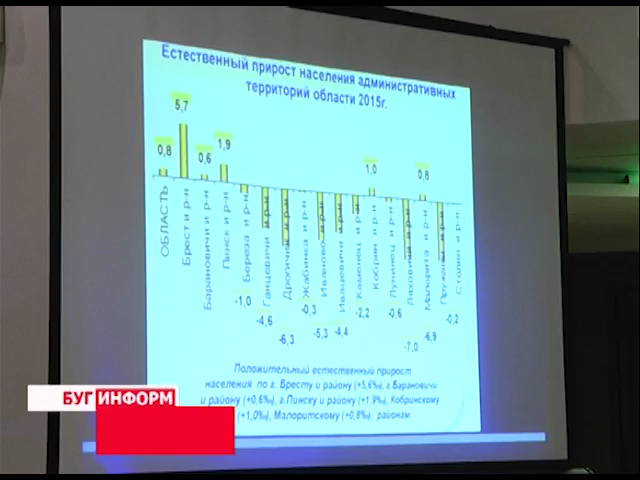 Естественный прирост населения административных
территорий области 2015г.
0,8
5,7
0,6
1,9
1,0
0,8
ОБЛАСТЬ
Брест и р-н
Барановичи и р-н
Пинск и р-н
Береза р-н
Ганцевичи р-н
Дрогичин р-н
Жабинка р-н
Иваново р-н
Ивацевичи р-н
Каменец р-н
Кобрин р-н
Лунинец р-н
Ляховичи р-н
Малорита р-н
Пружаны р-н
Столин р-н
-1,0
-4,6
-6,3
-0,3
-5,3
-4,4
-2,2
-0,6
-7,0
-6,9
-0,2
Положительный естественный прирост
населения по г. Бресту и району (+5,6‰), г.Барановичи
и району (+0,6‰), г.Пинску и району (+1,9‰), Кобринскому
(+1,0‰), Малоритскому (+0,8‰), районам.
БУГ ИНФОРМ